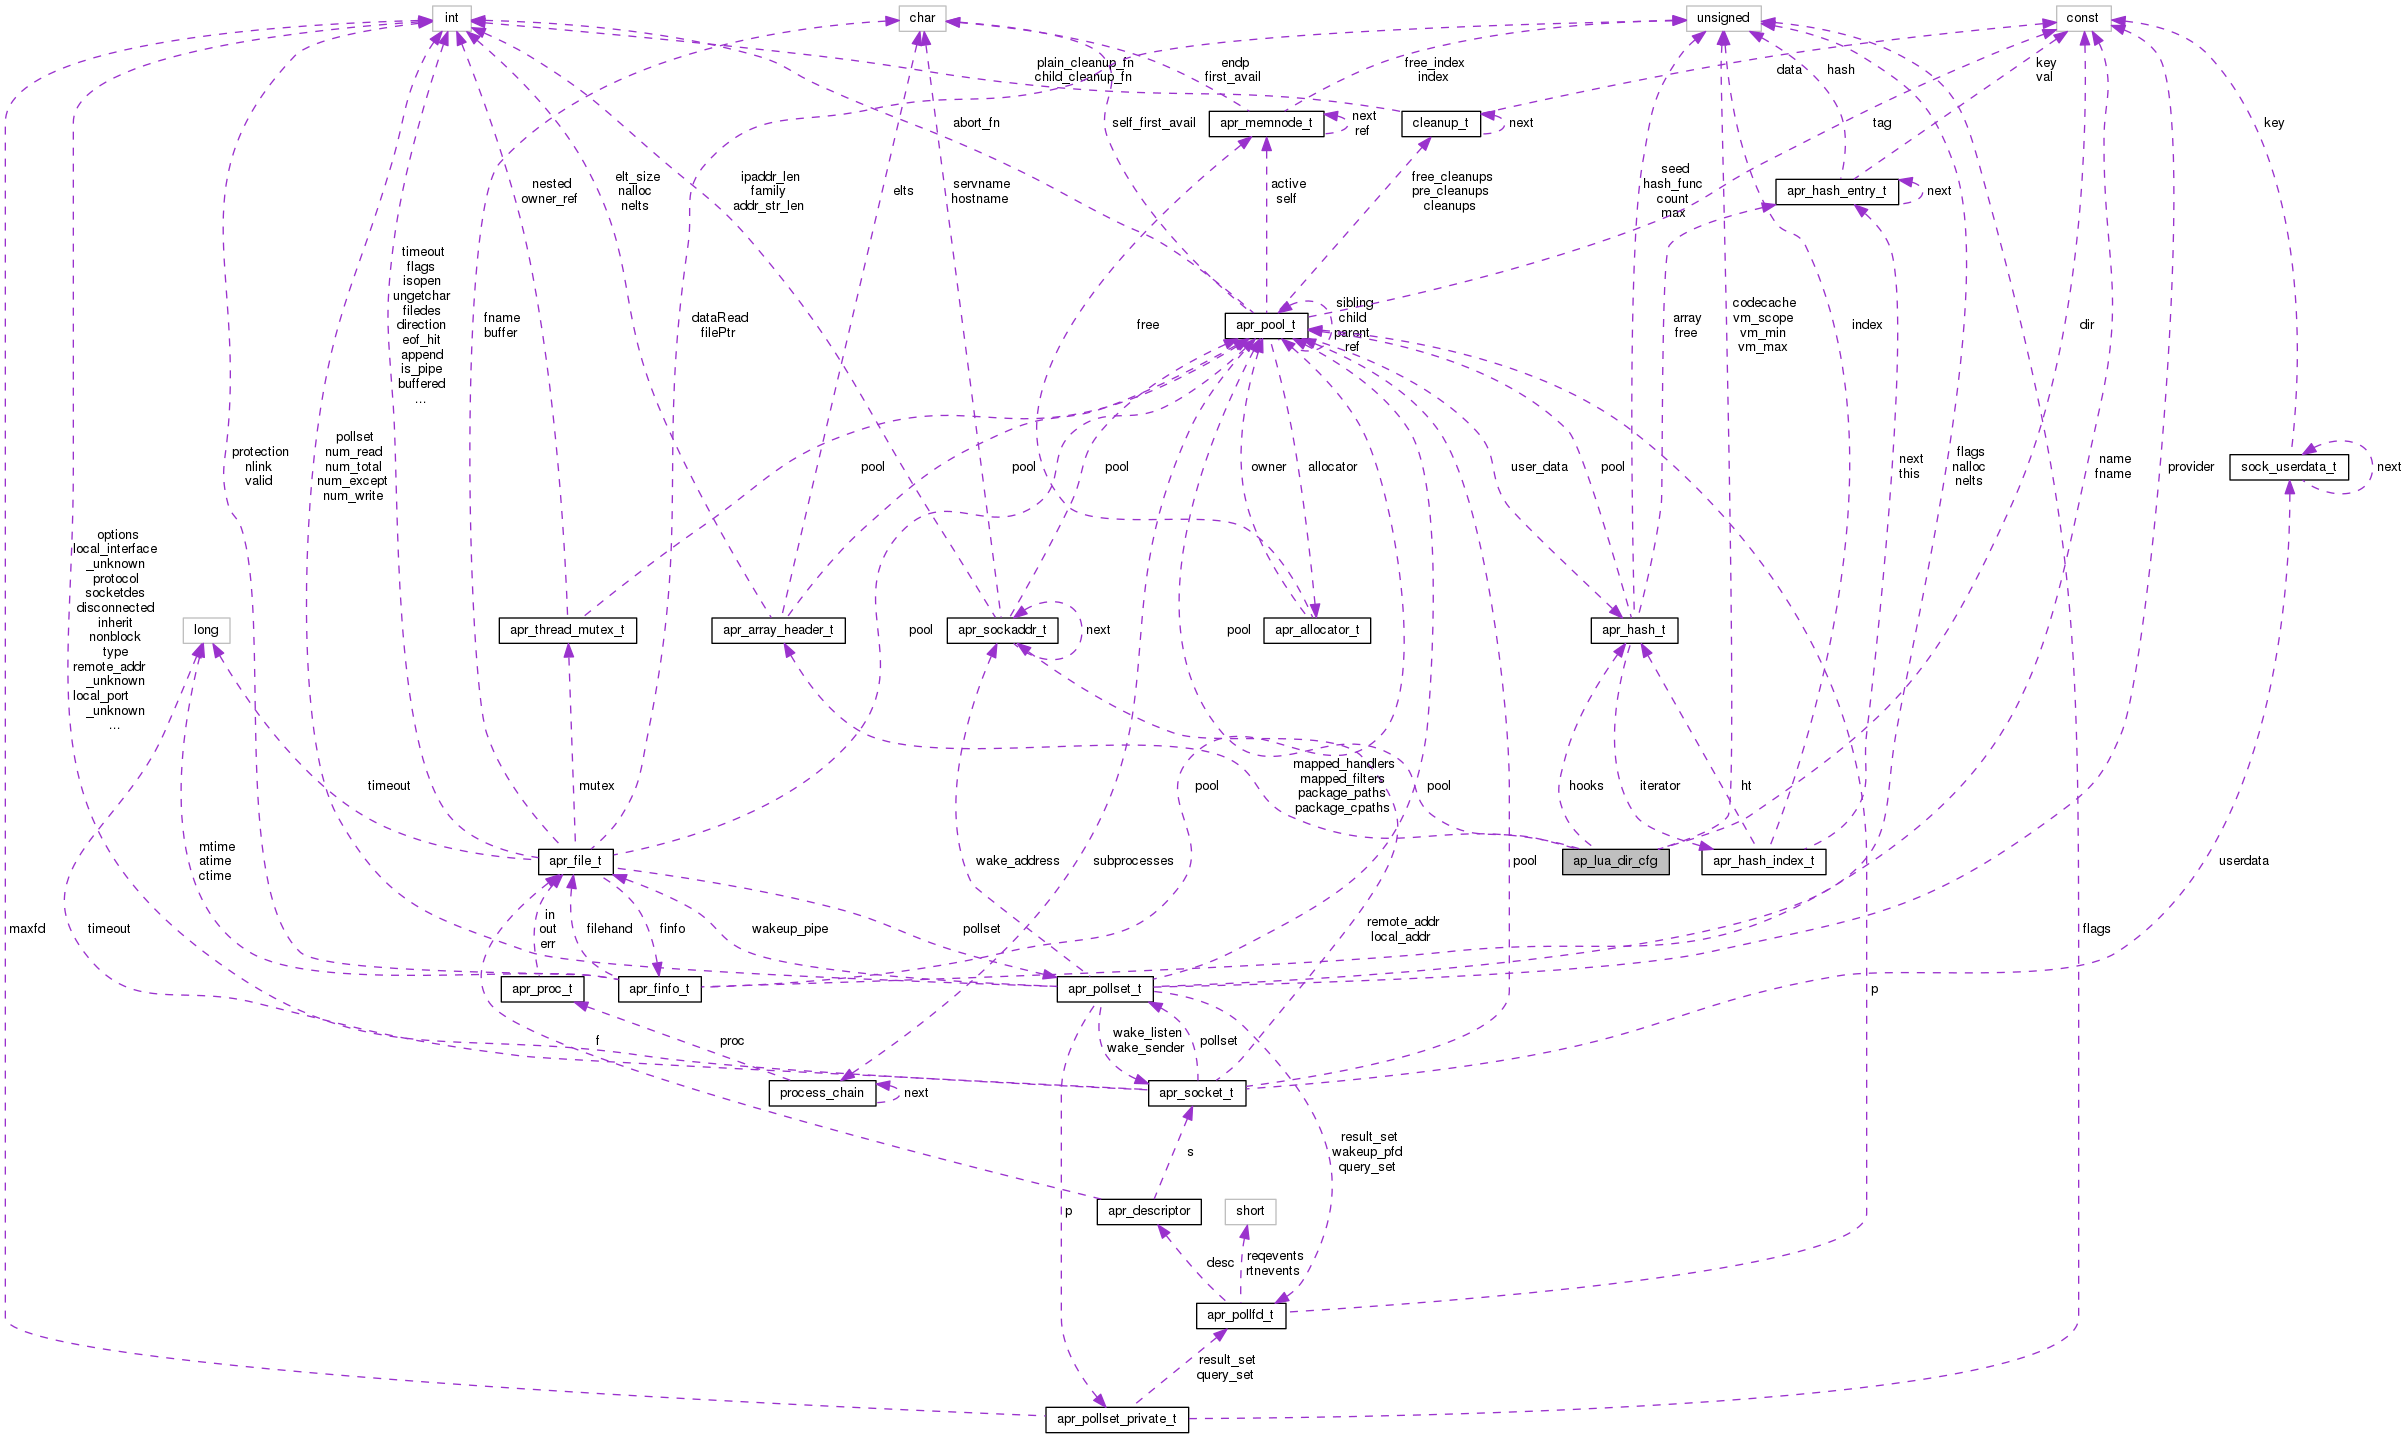 int
char
unsigned
const
plain_cleanup_fn
child_cleanup_fn
endp
first_avail
free_index
index
data
hash
key
val
apr_memnode_t
next
ref
cleanup_t
next
abort_fn
self_first_avail
tag
key
nested
owner_ref
elt_size
nalloc
nelts
ipaddr_len
family
addr_str_len
elts
servname
hostname
active
self
free_cleanups
pre_cleanups
cleanups
seed
hash_func
count
max
apr_hash_entry_t
next
timeout
flags
isopen
ungetchar
filedes
direction
eof_hit
append
is_pipe
buffered
...
fname
buffer
dataRead
filePtr
free
apr_pool_t
sibling
child
parent
ref
array
free
codecache
vm_scope
vm_min
vm_max
index
dir
protection
nlink
valid
pollset
num_read
num_total
num_except
num_write
pool
pool
pool
owner
allocator
user_data
pool
next
this
flags
nalloc
nelts
name
fname
provider
sock_userdata_t
next
options
local_interface
_unknown
protocol
socketdes
disconnected
inherit
nonblock
type
remote_addr
_unknown
local_port
_unknown
...
long
apr_thread_mutex_t
apr_array_header_t
apr_sockaddr_t
next
apr_allocator_t
apr_hash_t
pool
pool
timeout
mutex
pool
mapped_handlers
mapped_filters
package_paths
package_cpaths
pool
hooks
iterator
ht
mtime
atime
ctime
apr_file_t
wake_address
subprocesses
pool
ap_lua_dir_cfg
apr_hash_index_t
userdata
maxfd
timeout
in
out
err
filehand
finfo
wakeup_pipe
pollset
remote_addr
local_addr
flags
apr_proc_t
apr_finfo_t
apr_pollset_t
p
f
proc
wake_listen
wake_sender
pollset
process_chain
next
apr_socket_t
s
result_set
wakeup_pfd
query_set
p
apr_descriptor
short
desc
reqevents
rtnevents
apr_pollfd_t
result_set
query_set
apr_pollset_private_t